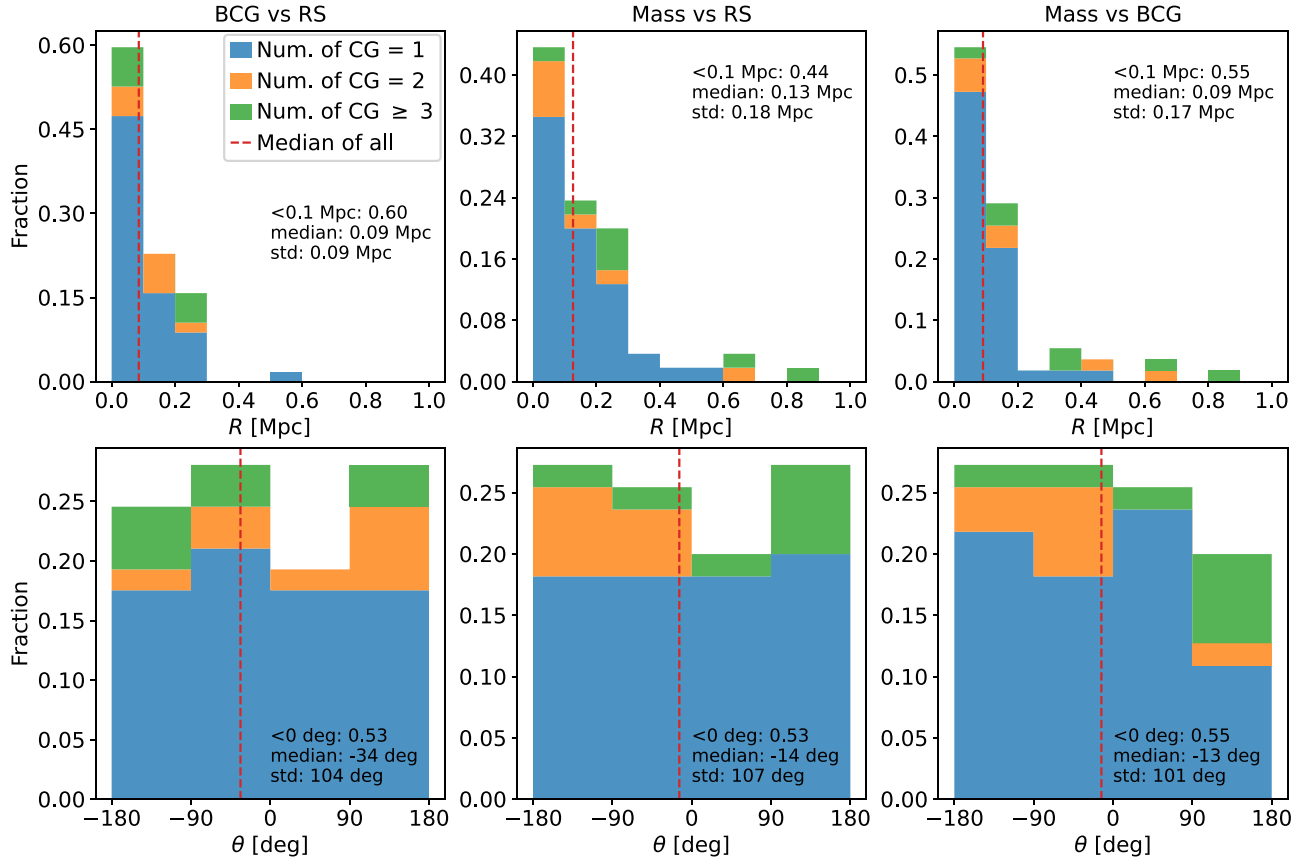 BCG vs RS
Mass vs RS
Mass vs BCG
Fraction
0.60
0.45
0.30
0.15
0.00
Num. of CG = 1
Num. of CG = 2
Num. of CG ≥ 3
Median of all
<0.1 Mpc: 0.60
median: 0.09 Mpc
std: 0.09 Mpc
0.0 0.2 0.4 0.6 0.8 1.0
R [Mpc]
0.40
0.32
0.24
0.16
0.08
0.00
<0.1 Mpc: 0.44
median: 0.13 Mpc
std: 0.18 Mpc
0.0 0.2 0.4 0.6 0.8 1.0
R [Mpc]
0.5
0.4
0.3
0.2
0.1
0.0
<0.1 Mpc: 0.55
median: 0.09 Mpc
std: 0.17 Mpc
0.0 0.2 0.4 0.6 0.8 1.0
R [Mpc]
Fraction
0.25
0.20
0.15
0.10
0.05
0.00
<0 deg: 0.53
median: -34 deg
std: 104 deg
−180 −90 0 90 180
θ [deg]
0.25
0.20
0.15
0.10
0.05
0.00
<0 deg: 0.53
median: -14 deg
std: 107 deg
−180 −90 0 90 180
θ [deg]
0.25
0.20
0.15
0.10
0.05
0.00
<0 deg: 0.55
median: -13 deg
std: 101 deg
−180 −90 0 90 180
θ [deg]